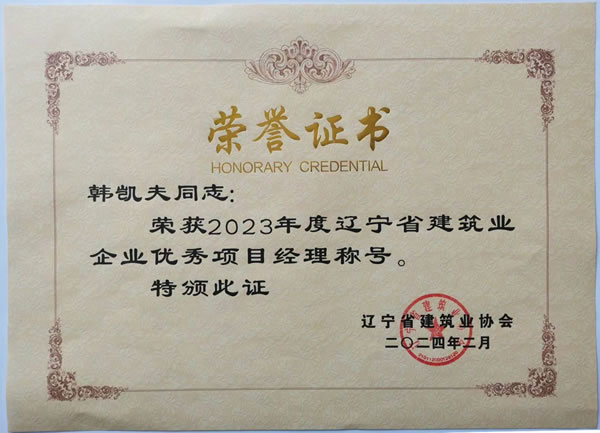 荣誉证书
HONORARY CREDENTIAL
韩凯夫同志:
荣获2023年度辽宁省建筑业
企业优秀项目经理称号。
特颁此证
辽宁省建筑业协会
二〇二四年二月